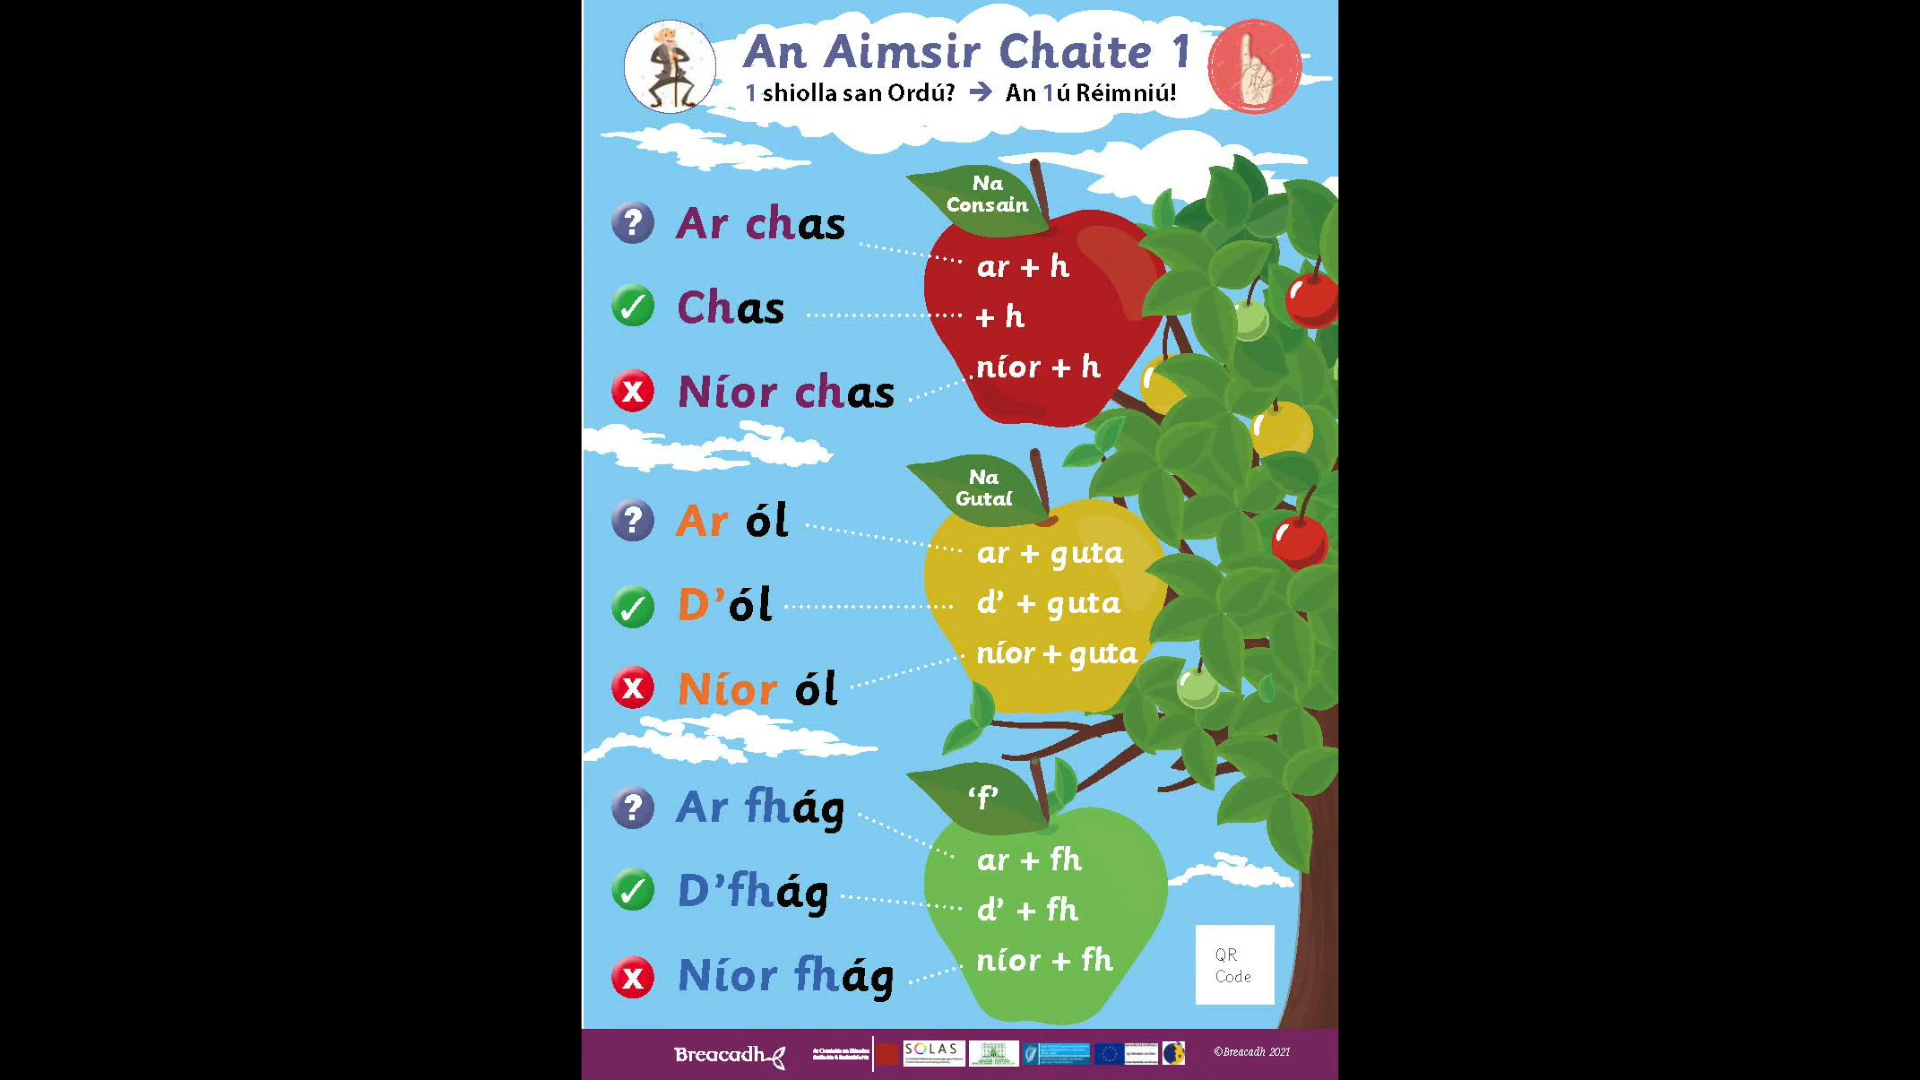 An Aimsir Chaite 1
1 shiolla san Ordú? → An 1ú Réimniú!
Na
Consain
? Ar chas
ar + h
✓ Chas
+ h
x Níor chas
níor + h
Na
Gutaí
? Ar ól
ar + guta
✓ D’ól
d’ + guta
x Níor ól
níor + guta
‘f’
? Ar fhág
ar + fh
✓ D’fhág
d’ + fh
x Níor fhág
níor + fh
QR
Code
Breacadh
SOLAS
©Breacadh 2021